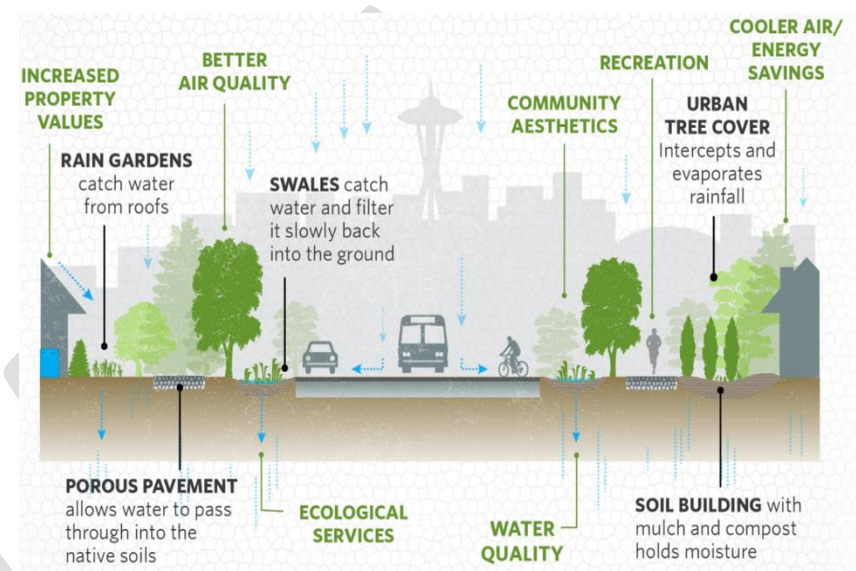 INCREASED
PROPERTY
VALUES
BETTER
AIR QUALITY
COOLER AIR/
ENERGY
SAVINGS
RECREATION
COMMUNITY
AESTHETICS
URBAN
TREE COVER
Intercepts and
evaporates
rainfall
RAIN GARDENS
catch water
from roofs
SWALES catch
water and filter
it slowly back
into the ground
POROUS PAVEMENT
allows water to pass
through into the
native soils
ECOLOGICAL
SERVICES
WATER
QUALITY
SOIL BUILDING with
mulch and compost
holds moisture